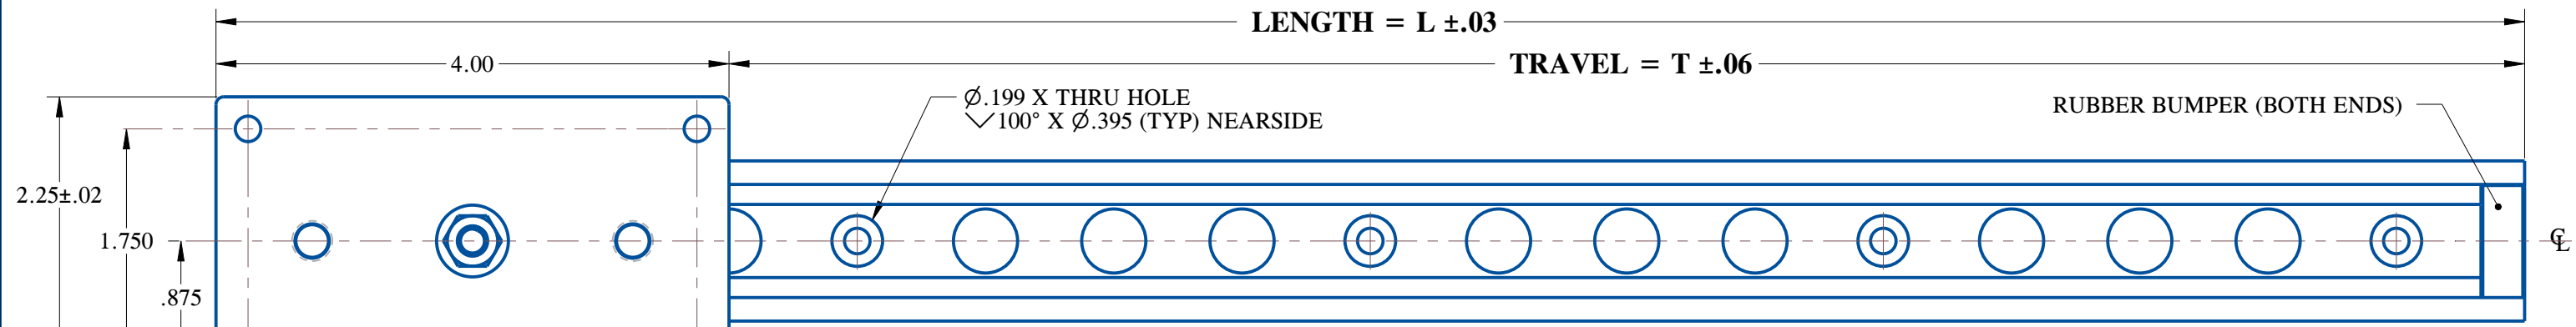 LENGTH = L ±.03
4.00
TRAVEL = T ±.06
Ø.199 X THRU HOLE
⌵100° X Ø.395 (TYP) NEARSIDE
RUBBER BUMPER (BOTH ENDS)
2.25±.02
1.750
℄
.875